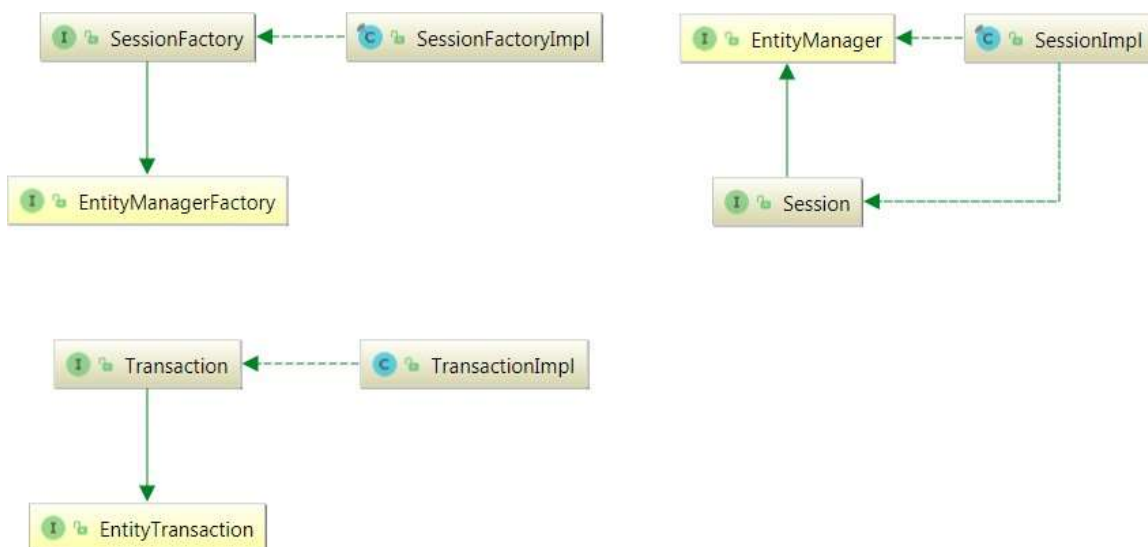 I SessionFactory
C SessionFactoryImpl
I EntityManager
C SessionImpl
I EntityManagerFactory
I Session
I Transaction
C TransactionImpl
I EntityTransaction